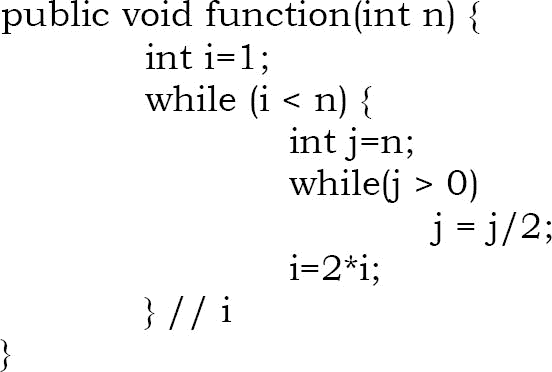 public void function(int n) {
int i=1;
while (i < n) {
int j=n;
while(j > 0)
j = j/2;
i=2*i;
} // i
}